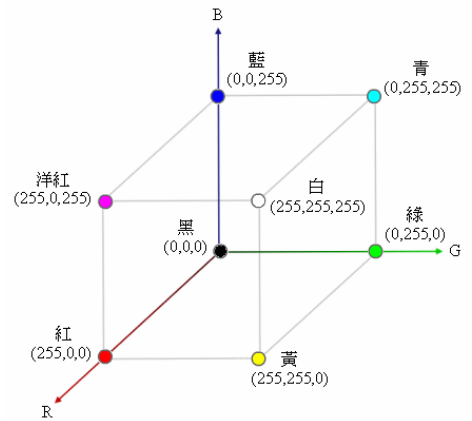 B
藍
(0,0,255)
青
(0,255,255)
洋紅
(255,0,255)
白
(255,255,255)
黑
(0,0,0)
綠
(0,255,0)
G
紅
(255,0,0)
黃
(255,255,0)
R